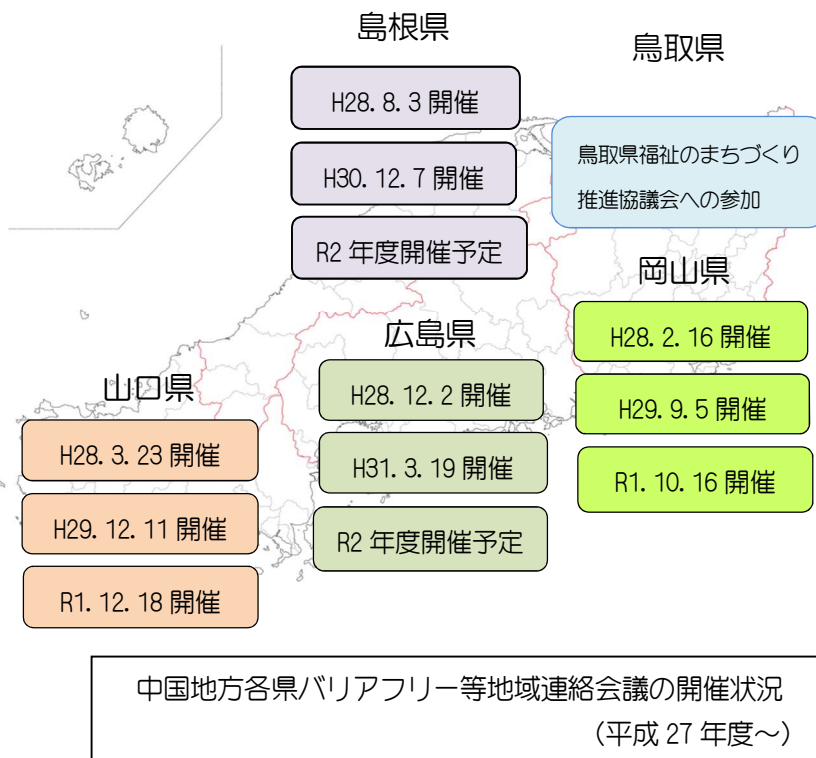 島根県
H28.8.3 開催
H30.12.7 開催
R2 年度開催予定
鳥取県
鳥取県福祉のまちづくり
推進協議会への参加
岡山県
H28.2.16 開催
H29.9.5 開催
R1.10.16 開催
広島県
H28.12.2 開催
H31.3.19 開催
R2 年度開催予定
山口県
H28.3.23 開催
H29.12.11 開催
R1.12.18 開催
中国地方各県バリアフリー等地域連絡会議の開催状況
（平成 27 年度～）